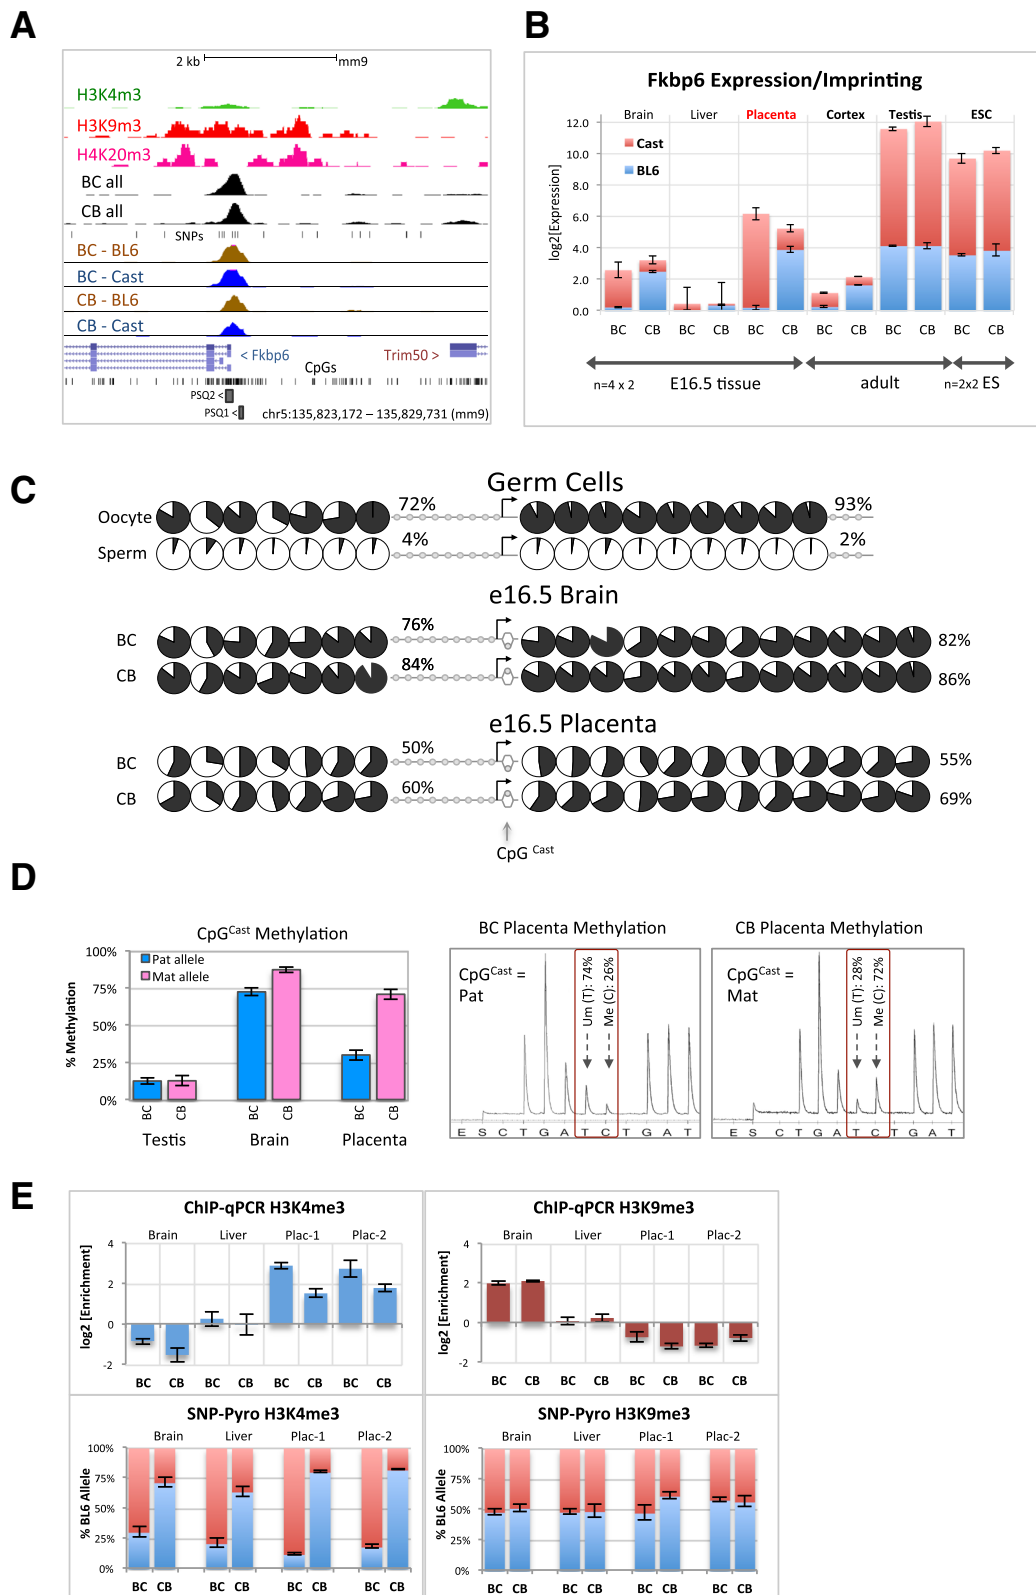 A
2 kb
mm9
H3K4m3
H3K9m3
H4K20m3
BC all
CB all
SNPs
BC - BL6
BC - Cast
CB - BL6
CB - Cast
< Fkbp6
Trim50 >
CpGs
PSQ2 <
PSQ1 <
chr5:135,823,172 – 135,829,731 (mm9)
B
Fkbp6 Expression/Imprinting
Brain Liver Placenta Cortex Testis ESC
Cast
BL6
log2[Expression]
12.0
10.0
8.0
6.0
4.0
2.0
0.0
BC CB BC CB BC CB BC CB BC CB BC CB
n=4 x 2 E16.5 tissue adult n=2x2 ES
C
Germ Cells
Oocyte 72% 93%
Sperm 4% 2%
e16.5 Brain
BC 76% 82%
CB 84% 86%
e16.5 Placenta
BC 50% 55%
CB 60% 69%
CpG Cast
D
CpGCast Methylation
% Methylation
100%
75%
50%
25%
0%
Pat allele
Mat allele
BC CB BC CB BC CB
Testis Brain Placenta
BC Placenta Methylation
CpGCast =
Pat
Um (T): 74%
Me (C): 26%
E S C T G A T C T G A T
CB Placenta Methylation
CpGCast =
Mat
Um (T): 28%
Me (C): 72%
E S C T G A T C T G A T
E
ChIP-qPCR H3K4me3
Brain Liver Plac-1 Plac-2
log2 [Enrichment]
4
2
0
-2
BC CB BC CB BC CB BC CB
ChIP-qPCR H3K9me3
Brain Liver Plac-1 Plac-2
log2 [Enrichment]
4
2
0
-2
BC CB BC CB BC CB BC CB
SNP-Pyro H3K4me3
Brain Liver Plac-1 Plac-2
% BL6 Allele
100%
75%
50%
25%
0%
BC CB BC CB BC CB BC CB
SNP-Pyro H3K9me3
Brain Liver Plac-1 Plac-2
% BL6 Allele
100%
75%
50%
25%
0%
BC CB BC CB BC CB BC CB